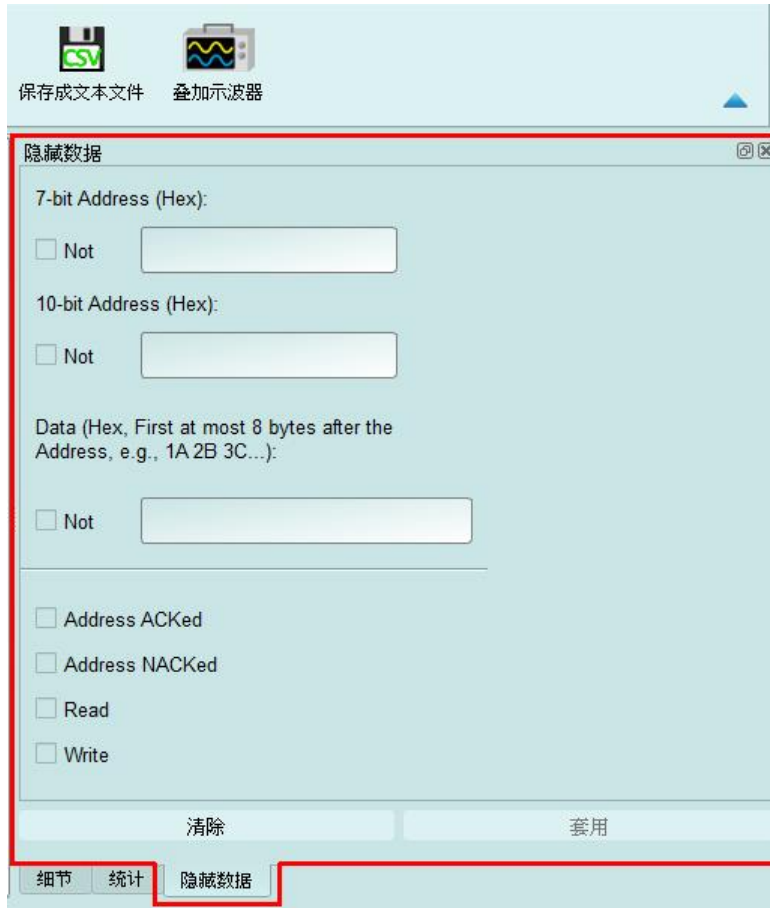 CSV
保存成文本文件 叠加示波器
隐藏数据
7-bit Address (Hex):
Not
10-bit Address (Hex):
Not
Data (Hex, First at most 8 bytes after the
Address, e.g., 1A 2B 3C...):
Not
Address ACKed
Address NACKed
Read
Write
清除 套用
细节 统计 隐藏数据